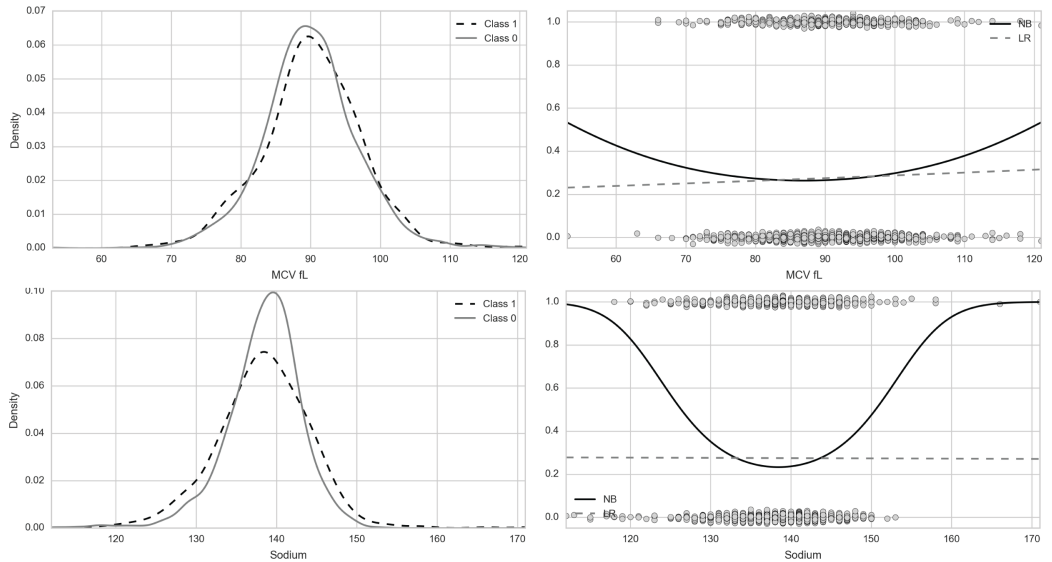 0.07
0.06
0.05
0.04
0.03
0.02
0.01
0.00
Density
60 70 80 90 100 110 120
MCV fL
Class 1
Class 0
1.0
0.8
0.6
0.4
0.2
0.0
60 70 80 90 100 110 120
MCV fL
NB
LR
0.10
0.08
0.06
0.04
0.02
0.00
Density
120 130 140 150 160 170
Sodium
Class 1
Class 0
1.0
0.8
0.6
0.4
0.2
0.0
120 130 140 150 160 170
Sodium
NB
LR